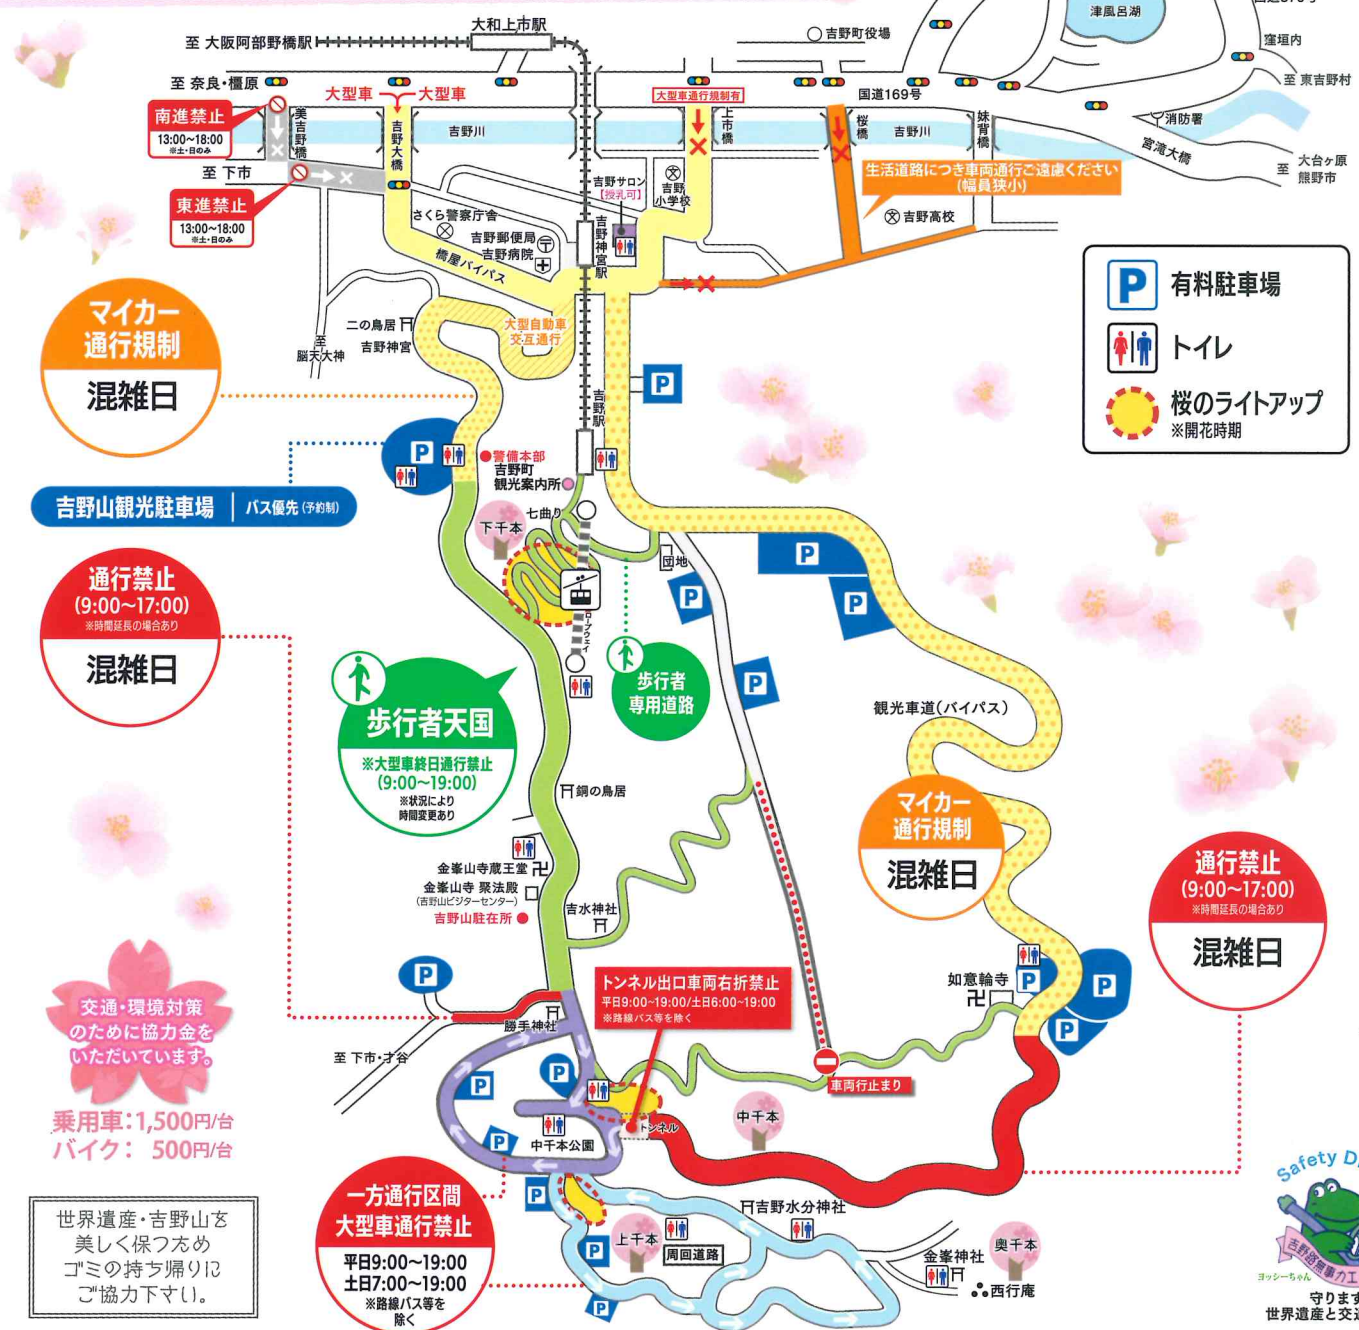 津風呂湖
大和上市駅
至 大阪阿部野橋駅
吉野町役場
窪垣内
至 奈良・橿原
至 東吉野村
大型車
大型車
大型車通行規制有
国道169号
南進禁止
13:00~18:00
※土・日のみ
美吉野橋
吉野大橋
吉野川
上市橋
桜橋
吉野川
妹背橋
消防署
宮滝大橋
至 大台ヶ原
熊野市
至 下市
吉野サロン
【授乳可】
吉野
小学校
生活道路につき車両通行ご遠慮ください
(幅員狭小)
東進禁止
13:00~18:00
※土・日のみ
さくら警察庁舎
吉野郵便局
吉野病院
吉野神宮駅
吉野高校
橋屋バイパス
P 有料駐車場
トイレ
桜のライトアップ
※開花時期
マイカー
通行規制
混雑日
二の鳥居
吉野神宮
至
脳天大神
大型自動車
交互通行
P
吉野駅
P
警備本部
吉野町
観光案内所
吉野山観光駐車場 バス優先(予約制)
七曲り
下千本
団地
P
P
P
ロープウェイ
通行禁止
(9:00~17:00)
※時間延長の場合あり
混雑日
歩行者
専用道路
P
歩行者天国
※大型車終日通行禁止
(9:00~19:00)
※状況により
時間変更あり
観光車道(バイパス)
銅の鳥居
マイカー
通行規制
混雑日
金峯山寺蔵王堂
金峯山寺 聚法殿
(吉野山ビジターセンター)
吉野山駐在所
吉水神社
通行禁止
(9:00~17:00)
※時間延長の場合あり
混雑日
P
トンネル出口車両右折禁止
平日9:00~19:00/土日6:00~19:00
※路線バス等を除く
如意輪寺
P
P
P
交通・環境対策
のために協力金を
いただいています。
乗用車:1,500円/台
バイク: 500円/台
勝手神社
至 下市・才谷
P
P
車両行止まり
中千本
トンネル
P
中千本公園
一方通行区間
大型車通行禁止
平日9:00~19:00
土日7:00~19:00
※路線バス等を
除く
P
吉野水分神社
上千本
周回道路
P
P
金峯神社
奥千本
西行庵
世界遺産・吉野山を
美しく保つため
ゴミの持ち帰りに
ご協力下さい。
Safety D
ヨッシーちゃん
吉野路無事カエ
守ります
世界遺産と交